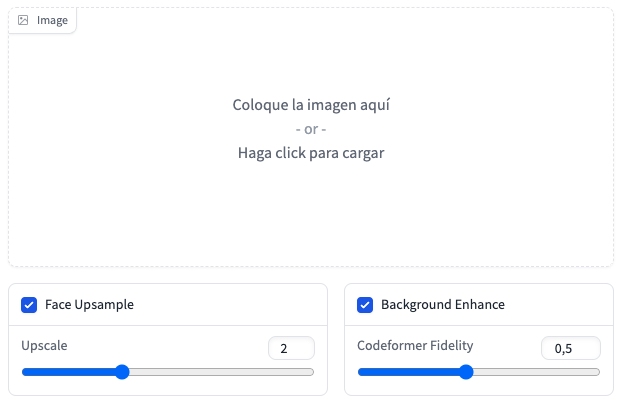 Image
Coloque la imagen aquí
- or -
Haga click para cargar
Face Upsample
Background Enhance
Upscale
2
Codeformer Fidelity
0,5